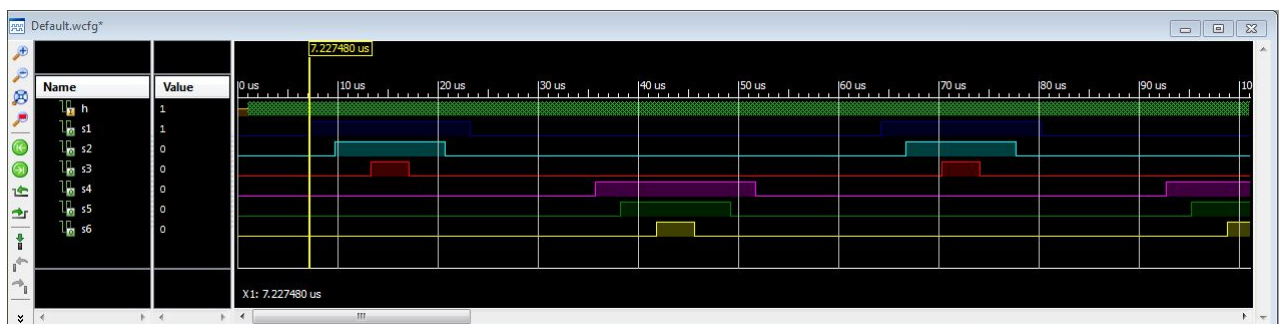 Default.wcfg*
7.227480 us
Name Value
0 us 10 us 20 us 30 us 40 us 50 us 60 us 70 us 80 us 90 us 10
h 1
s1 1
s2 0
s3 0
s4 0
s5 0
s6 0
X1: 7.227480 us